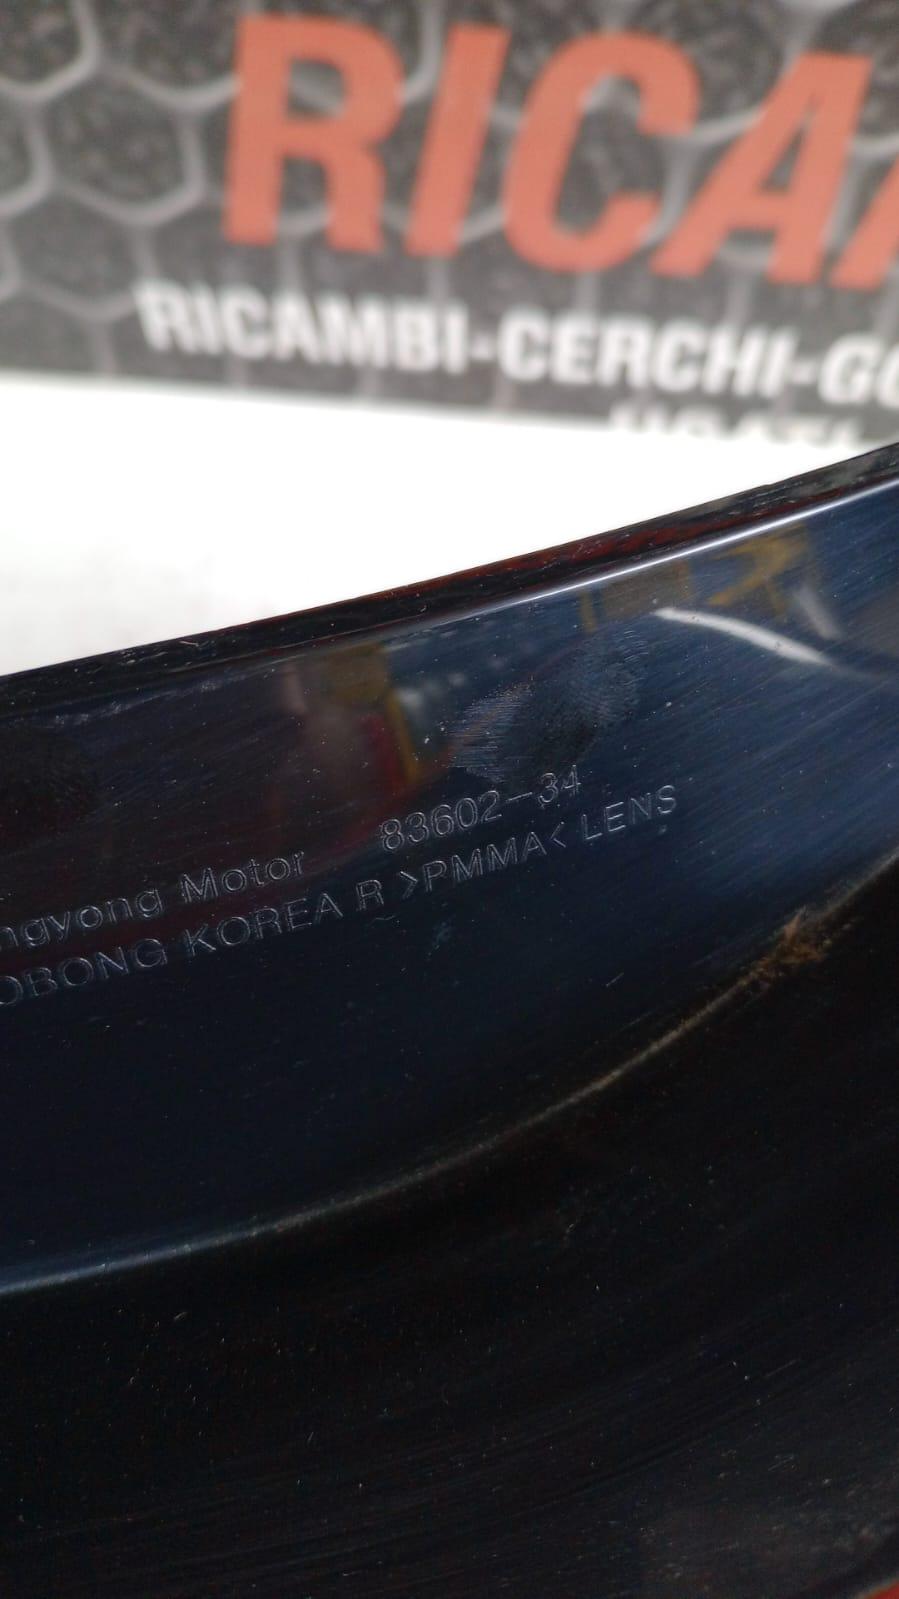 RICA
RICAMBI-CERCHI-G
ngyong Motor 83602-34
OBONG KOREA R >PMMA< LENS